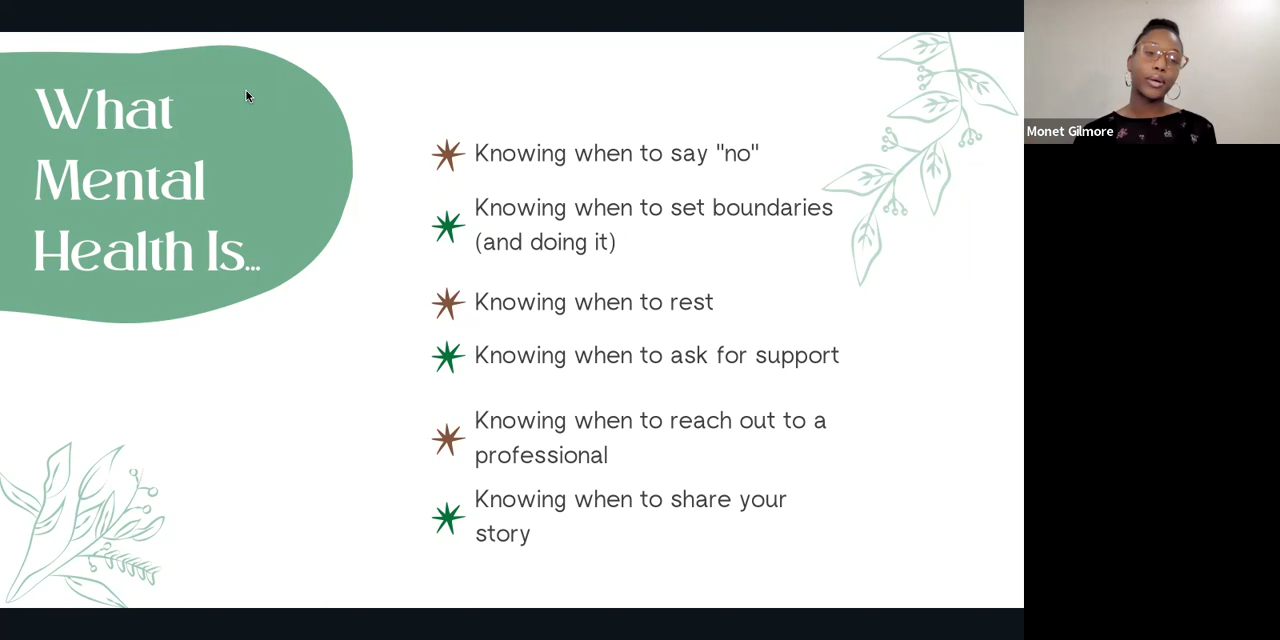 What
Mental
Health Is...
Knowing when to say "no"
Knowing when to set boundaries
(and doing it)
Knowing when to rest
Knowing when to ask for support
Knowing when to reach out to a
professional
Knowing when to share your
story
Monet Gilmore